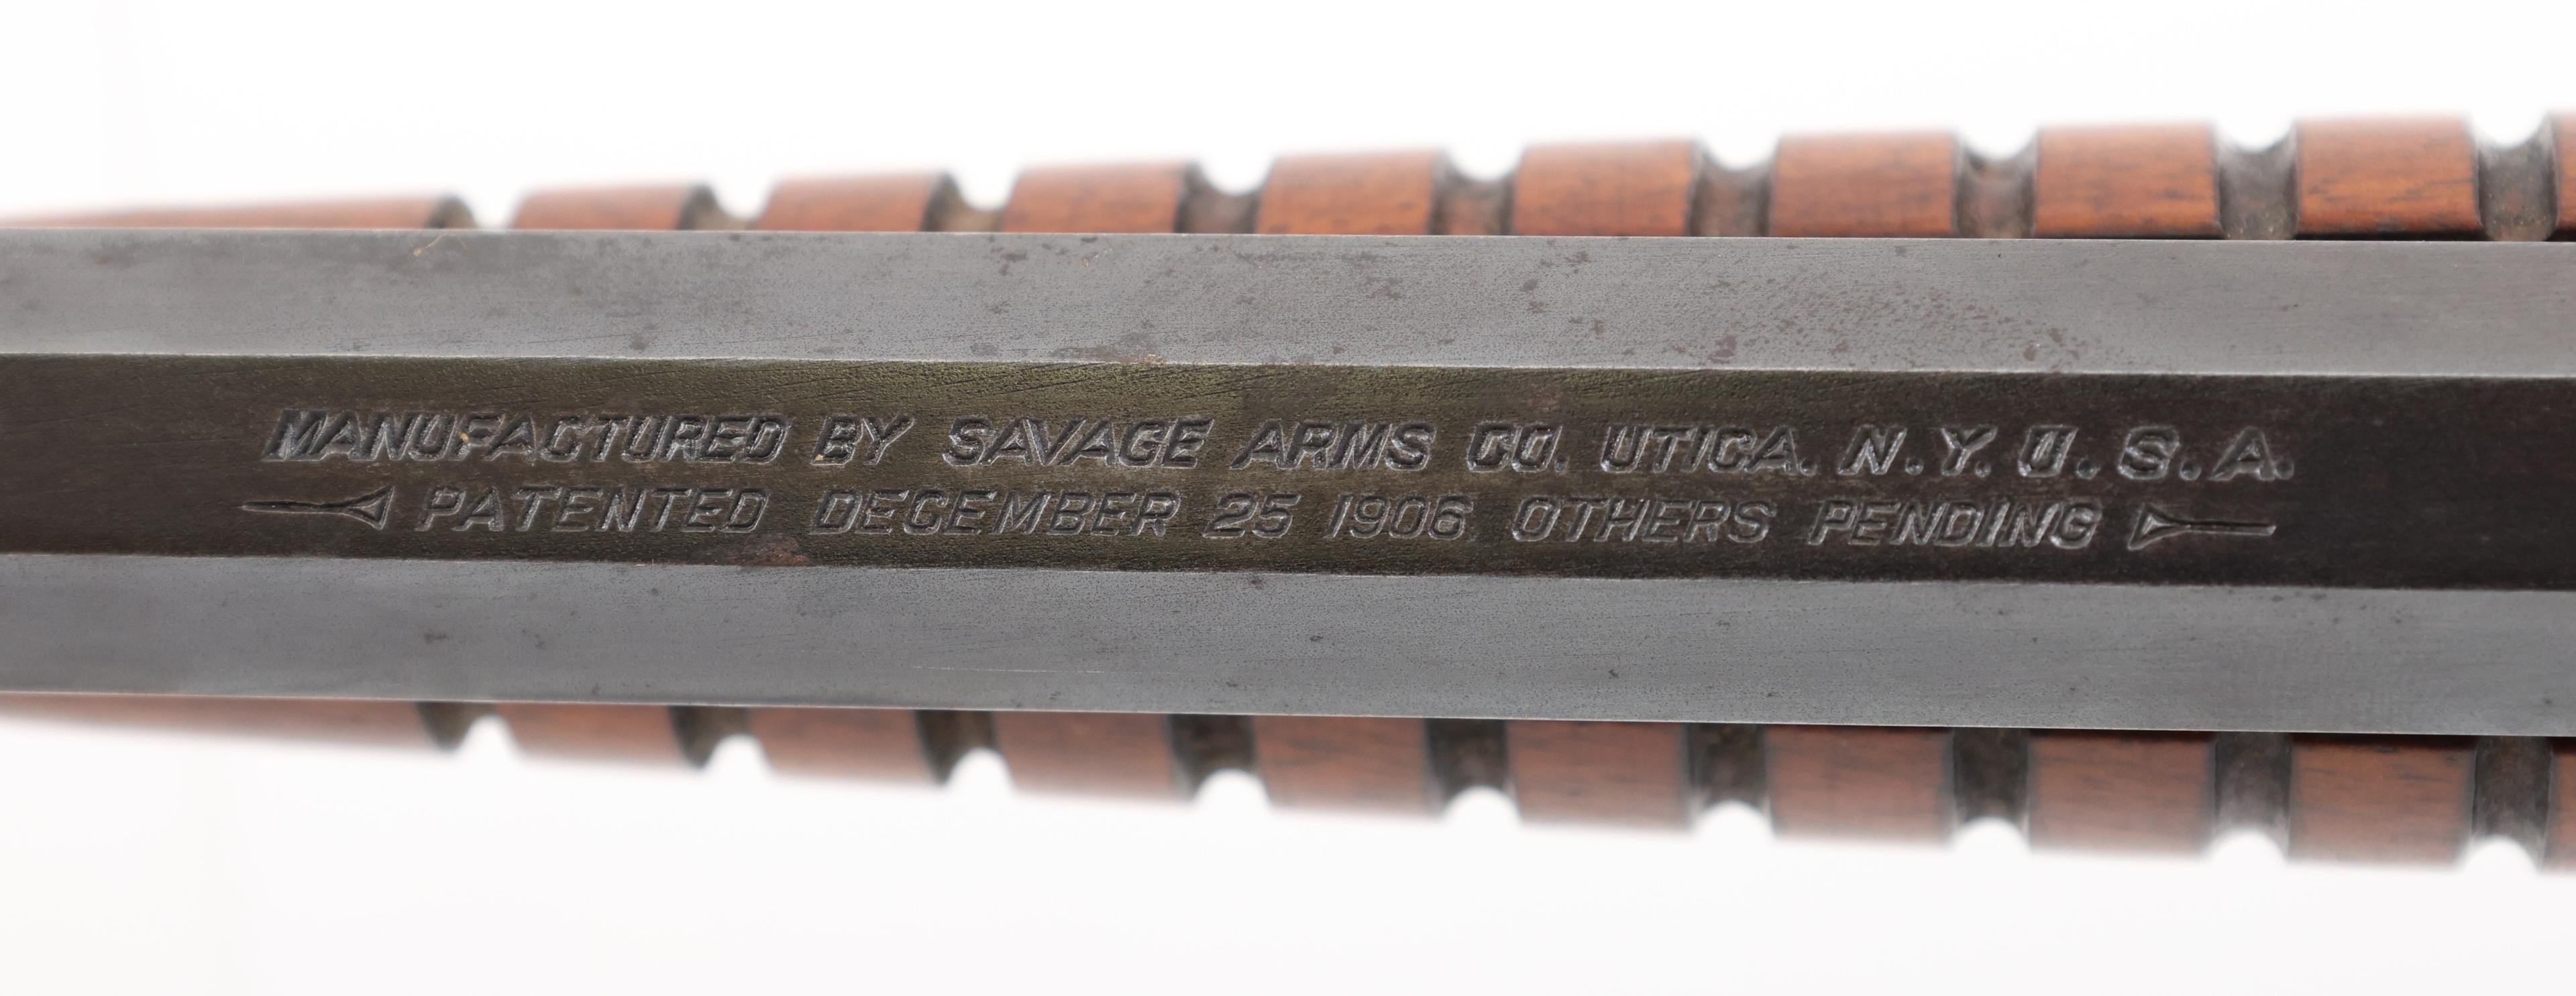 MANUFACTURED BY SAVAGE ARMS CO. UTICA. N.Y. U.S.A.
PATENTED DECEMBER 25 1906 OTHERS PENDING